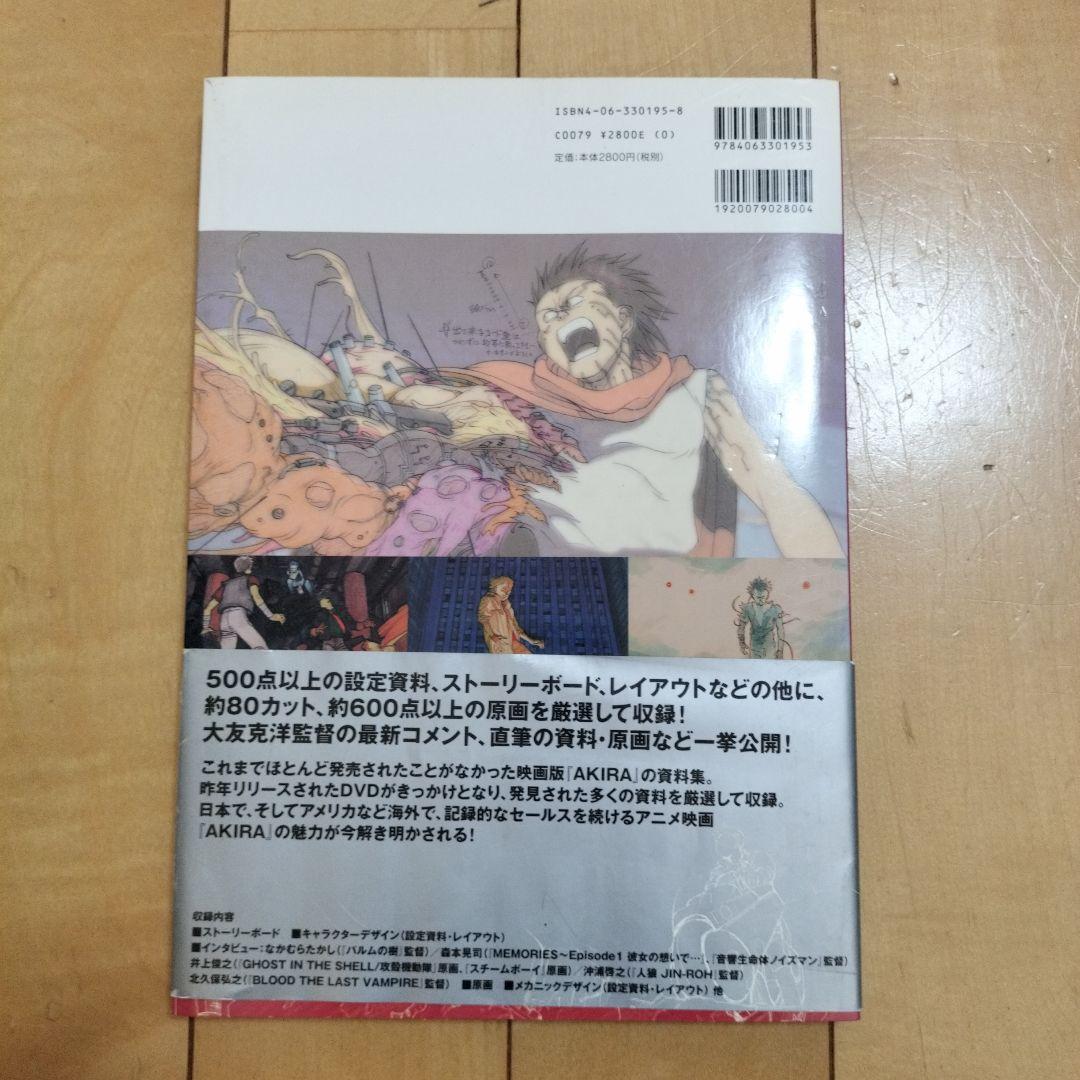 ISBN4-06-330195-8
C0079 ¥2800E (0)
定価：本体2800円（税別）
9784063301953
1920079028004
500点以上の設定資料、ストーリーボード、レイアウトなどの他に、
約80カット、約600点以上の原画を厳選して収録！
大友克洋監督の最新コメント、直筆の資料・原画など一挙公開！
これまでほとんど発売されたことがなかった映画版『AKIRA』の資料集。
昨年リリースされたDVDがきっかけとなり、発見された多くの資料を厳選して収録。
日本で、そしてアメリカなど海外で、記録的なセールスを続けるアニメ映画
『AKIRA』の魅力が今解き明かされる！
収録内容
■ストーリーボード ■キャラクターデザイン（設定資料・レイアウト）
■インタビュー：なかむらたかし（『パルムの樹』監督）／森本晃司（『MEMORIES～Episode1 彼女の想いで…』、『音響生命体ノイズマン』監督）
井上俊之（『GHOST IN THE SHELL/攻殻機動隊』原画、『スチームボーイ』原画）／沖浦啓之（『人狼 JIN-ROH』監督）
北久保弘之（『BLOOD THE LAST VAMPIRE』監督） ■原画 ■メカニックデザイン（設定資料・レイアウト） 他